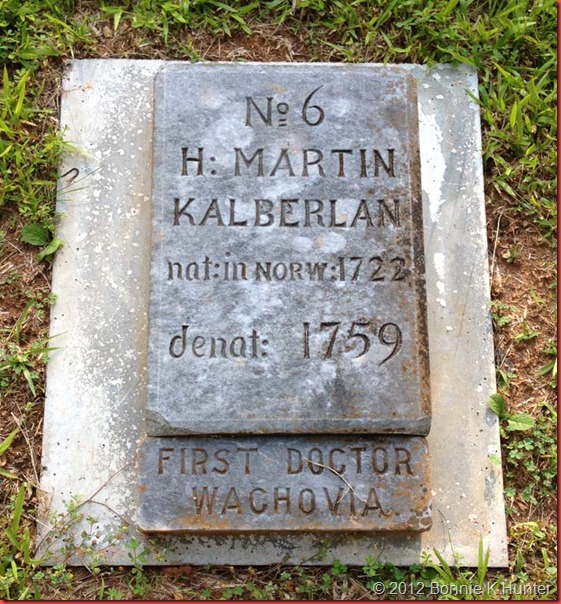 Nº 6
H: MARTIN
KALBERLAN
nat: in NORW: 1722
denat: 1759
FIRST DOCTOR
WACHOVIA
© 2012 Bonnie K Hunter